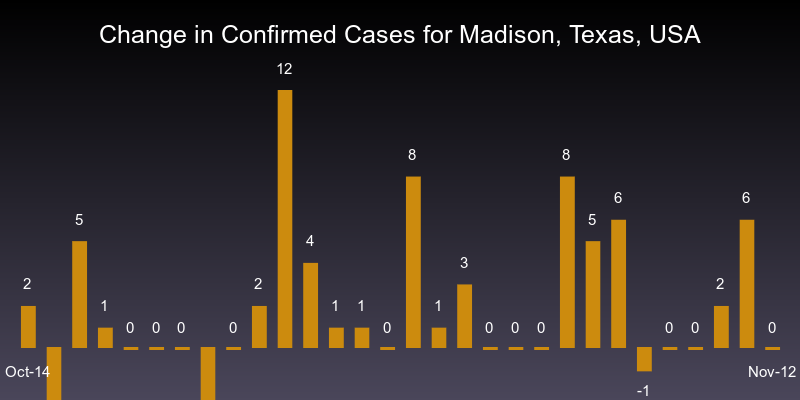 Change in Confirmed Cases for Madison, Texas, USA
2 5 1 0 0 0 0 2 12 4 1 1 0 8 1 3 0 0 0 8 5 6 -1 0 0 2 6 0
Oct-14 Nov-12